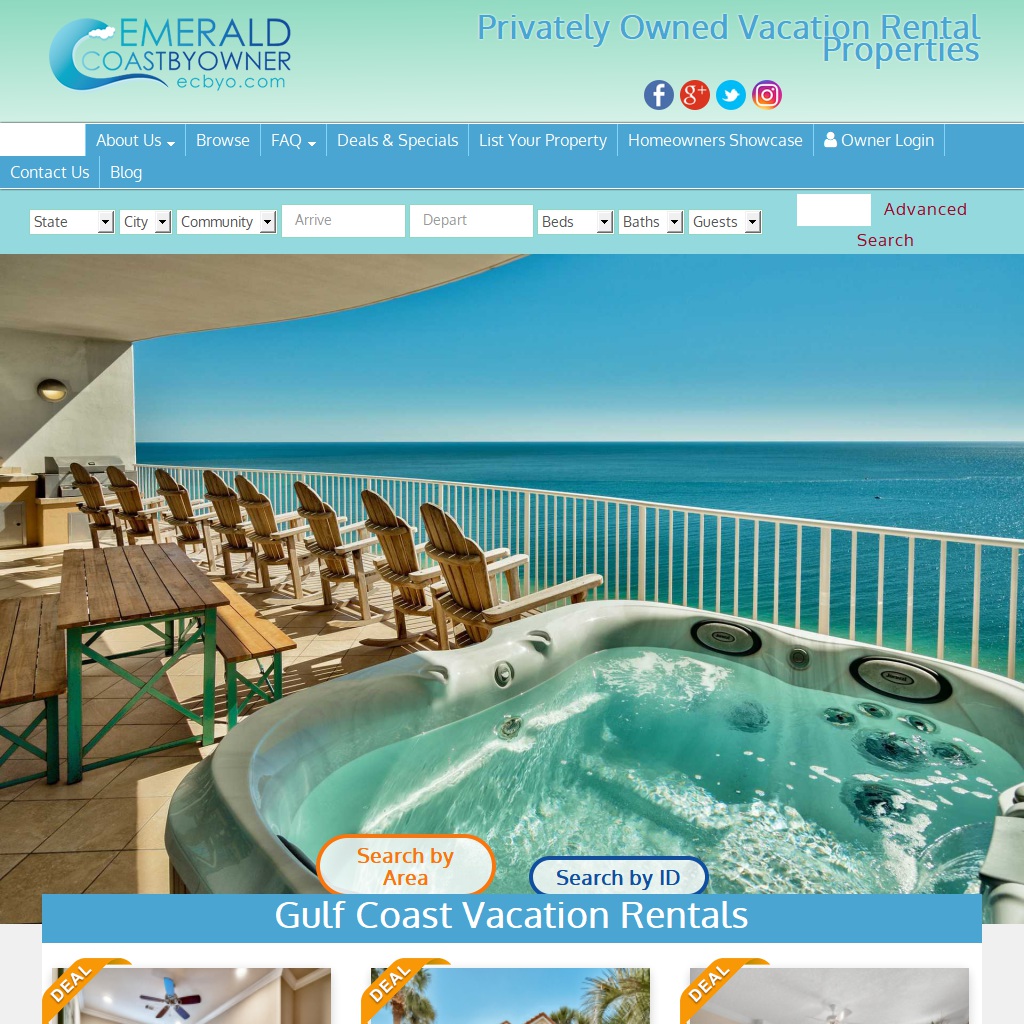 EMERALD
COASTBYOWNER
ecbyo.com
Privately Owned Vacation Rental
Properties
About Us
Browse
FAQ
Deals & Specials
List Your Property
Homeowners Showcase
Owner Login
Contact Us
Blog
State
City
Community
Arrive
Depart
Beds
Baths
Guests
Advanced
Search
Search by
Area
Search by ID
Gulf Coast Vacation Rentals
DEAL
DEAL
DEAL